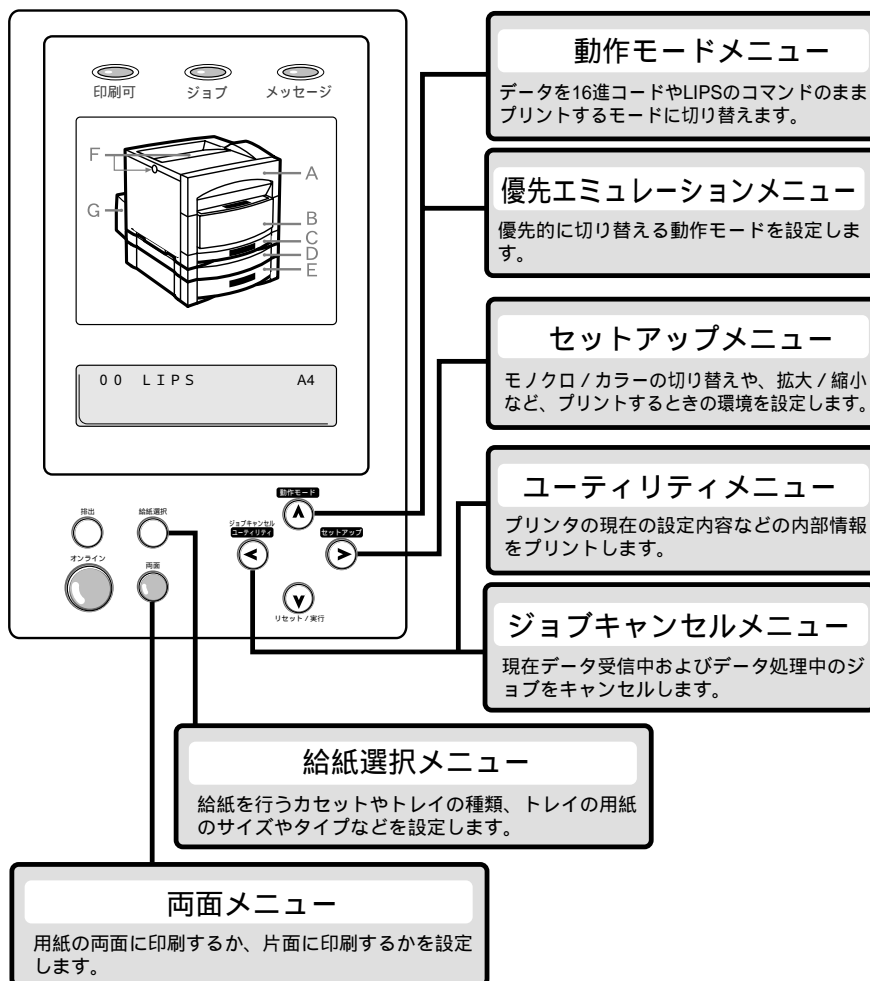 印刷可
ジョブ
メッセージ
F
A
G
B
C
D
E
00 LIPS A4
排出
給紙選択
動作モード
ジョブキャンセル
ユーティリティ
セットアップ
オンライン
両面
リセット / 実行
動作モードメニュー
データを16進コードやLIPSのコマンドのまま
プリントするモードに切り替えます。
優先エミュレーションメニュー
優先的に切り替える動作モードを設定しま
す。
セットアップメニュー
モノクロ / カラーの切り替えや、拡大 / 縮小
など、プリントするときの環境を設定します。
ユーティリティメニュー
プリンタの現在の設定内容などの内部情報
をプリントします。
ジョブキャンセルメニュー
現在データ受信中およびデータ処理中のジ
ョブをキャンセルします。
給紙選択メニュー
給紙を行うカセットやトレイの種類、トレイの用紙
のサイズやタイプなどを設定します。
両面メニュー
用紙の両面に印刷するか、片面に印刷するかを設定
します。